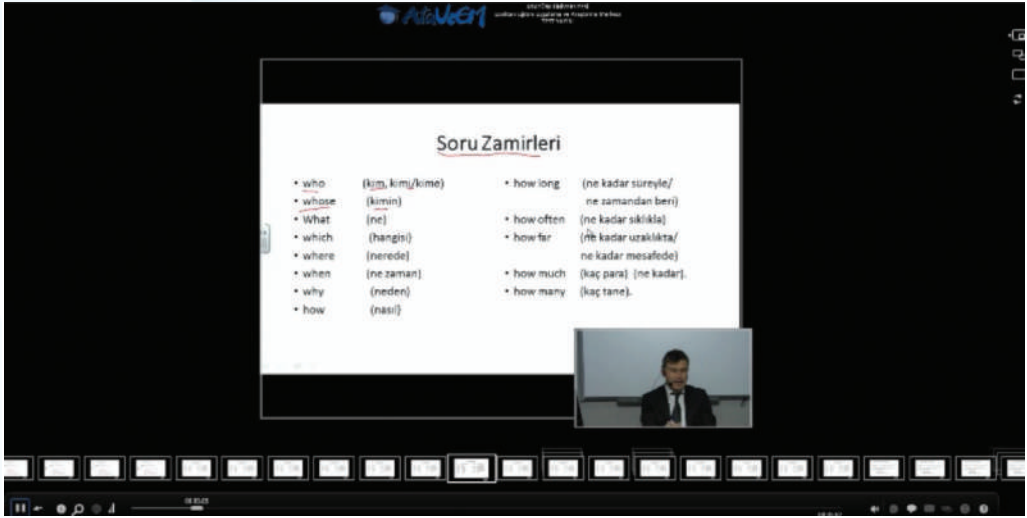 AtaUzEM
Soru Zamirleri
• who (kim, kimi/kime)
• whose (kimin)
• What (ne)
• which (hangisi)
• where (nerede)
• when (ne zaman)
• why (neden)
• how (nasıl)
• how long (ne kadar süreyle/
ne zamandan beri)
• how often (ne kadar sıklıkla)
• how far (ne kadar uzaklıkta/
ne kadar mesafede)
• how much (kaç para) (ne kadar).
• how many (kaç tane).